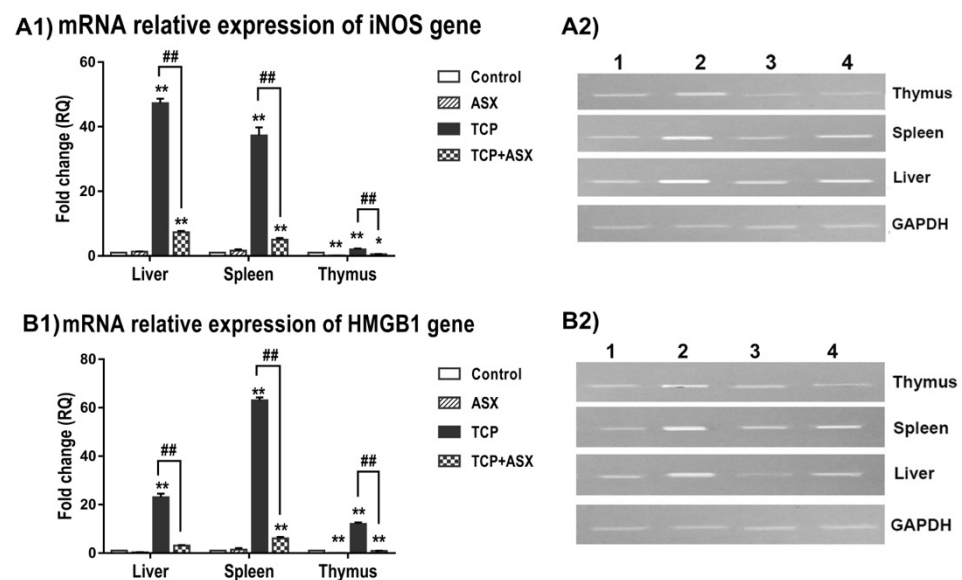 A1) mRNA relative expression of iNOS gene
Fold change (RQ)
60
40
20
0
##
**
**
##
**
**
##
**
**
*
Liver
Spleen
Thymus
Control
ASX
TCP
TCP+ASX
A2)
1 2 3 4
Thymus
Spleen
Liver
GAPDH
B1) mRNA relative expression of HMGB1 gene
Fold change (RQ)
80
60
40
20
0
##
**
##
**
**
##
**
**
**
Liver
Spleen
Thymus
Control
ASX
TCP
TCP+ASX
B2)
1 2 3 4
Thymus
Spleen
Liver
GAPDH